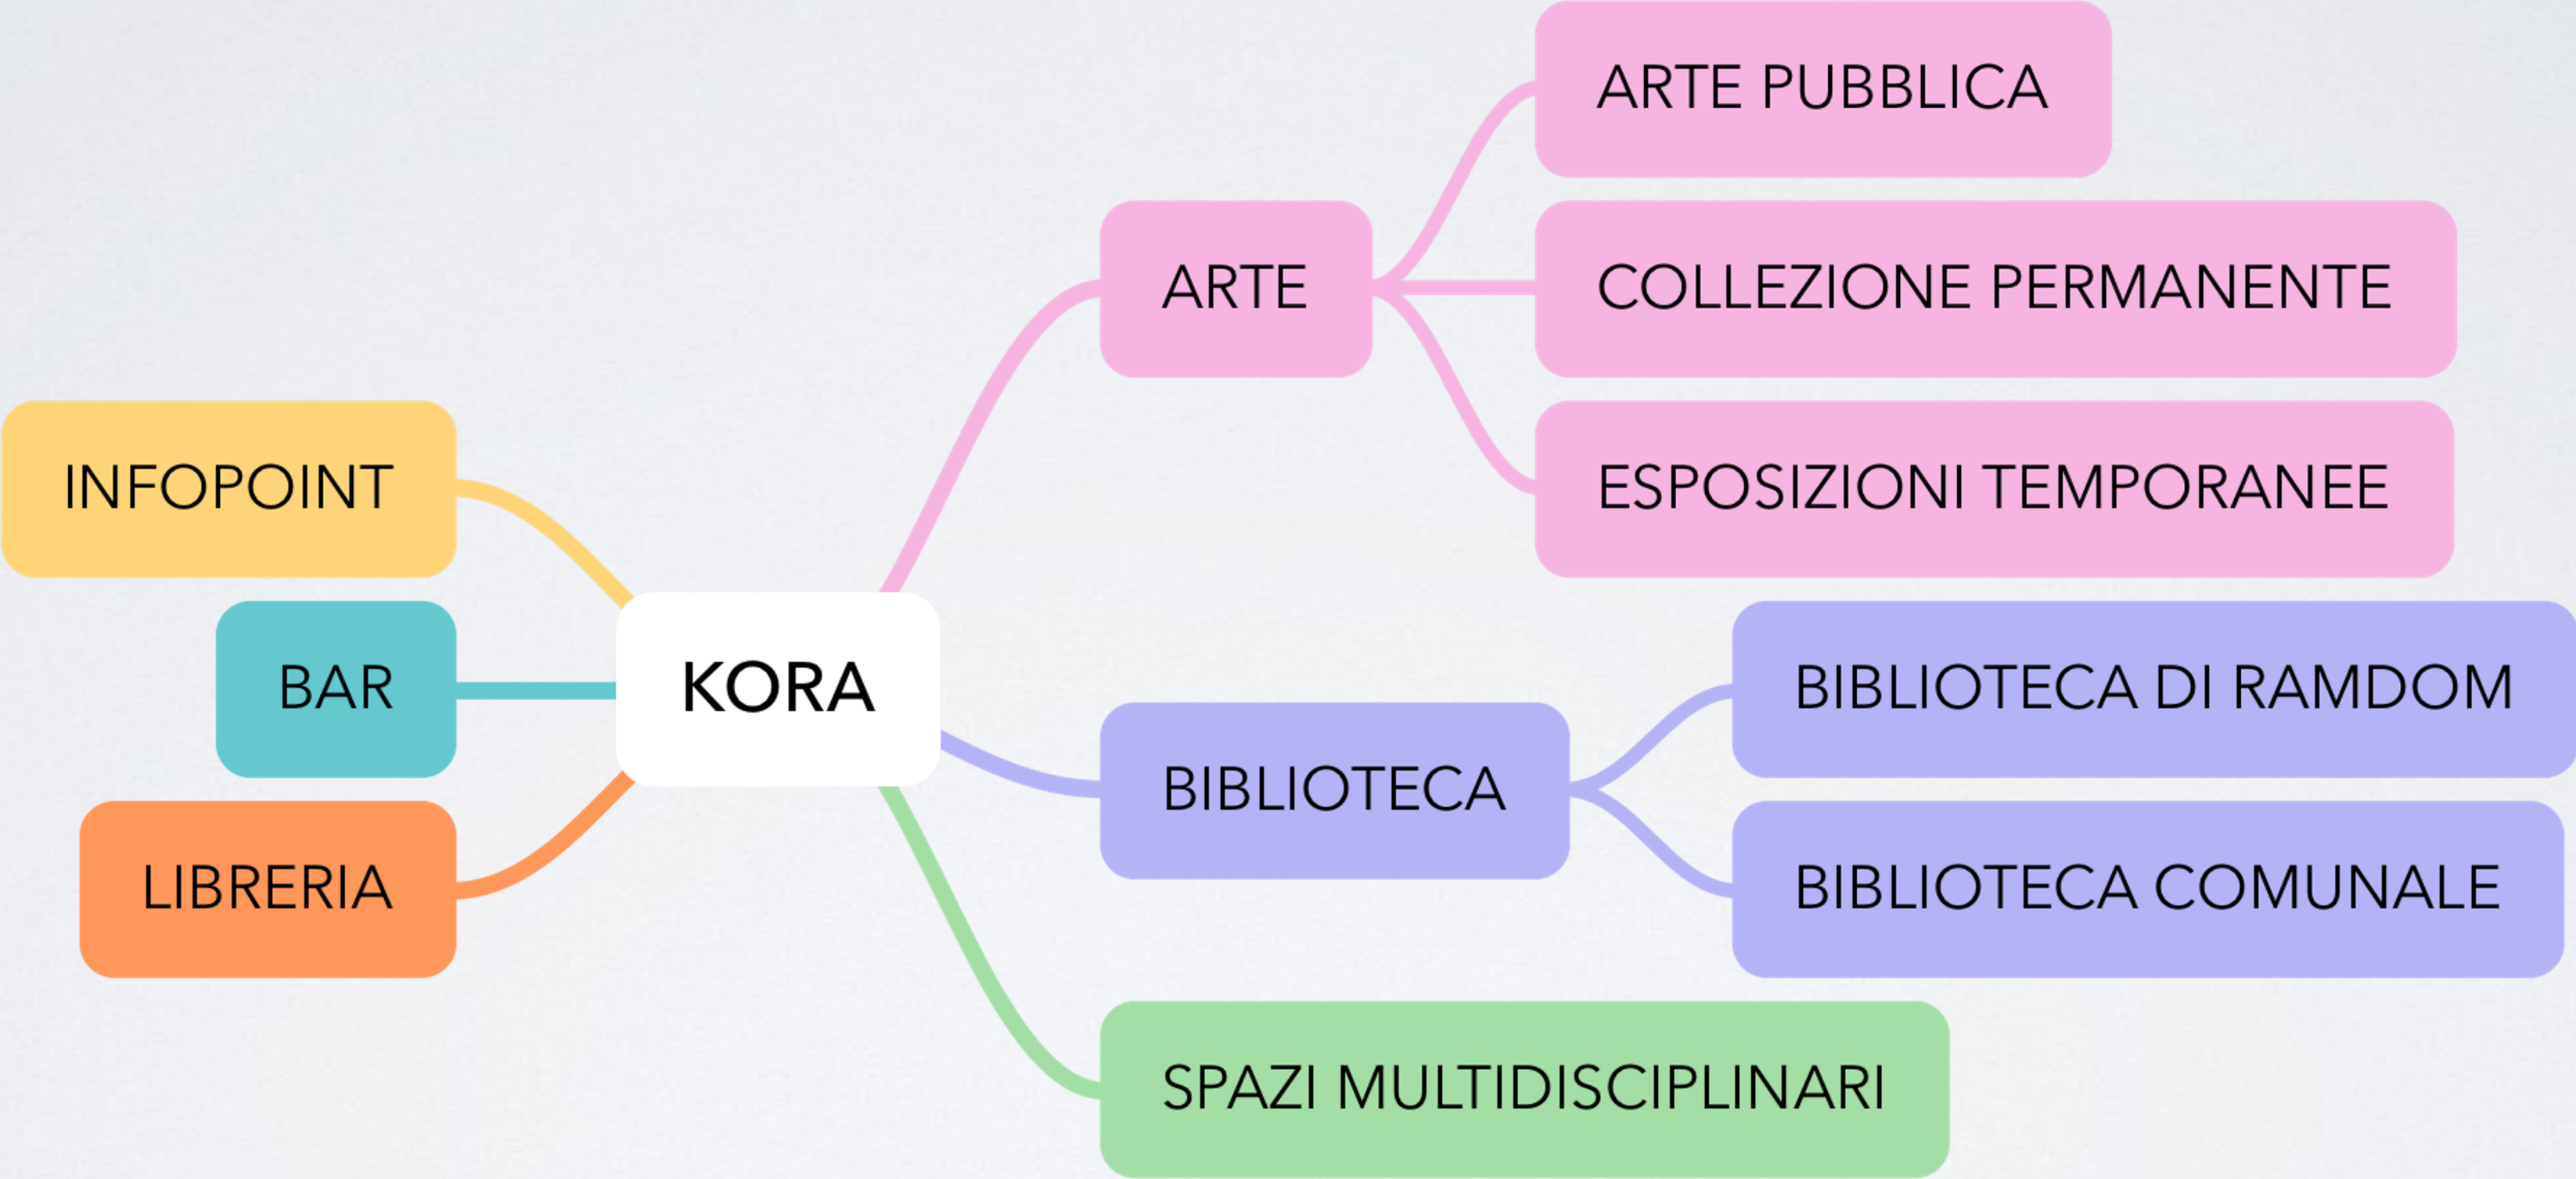 ARTE PUBBLICA
ARTE
COLLEZIONE PERMANENTE
ESPOSIZIONI TEMPORANEE
INFOPOINT
BAR
LIBRERIA
KORA
BIBLIOTECA
BIBLIOTECA DI RAMDOM
BIBLIOTECA COMUNALE
SPAZI MULTIDISCIPLINARI